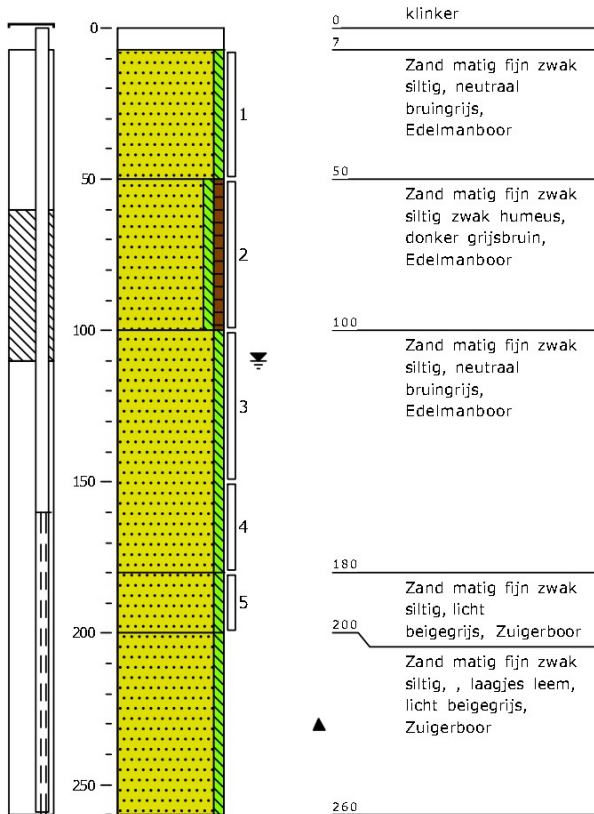 0
klinker
0
7
Zand matig fijn zwak
siltig, neutraal
bruingrijs,
Edelmanboor
1
50
50
Zand matig fijn zwak
siltig zwak humeus,
donker grijsbruin,
Edelmanboor
2
100
100
Zand matig fijn zwak
siltig, neutraal
bruingrijs,
Edelmanboor
3
150
4
180
Zand matig fijn zwak
siltig, licht
beigegrijs, Zuigerboor
5
200
200
Zand matig fijn zwak
siltig, , laagjes leem,
licht beigegrijs,
Zuigerboor
250
260